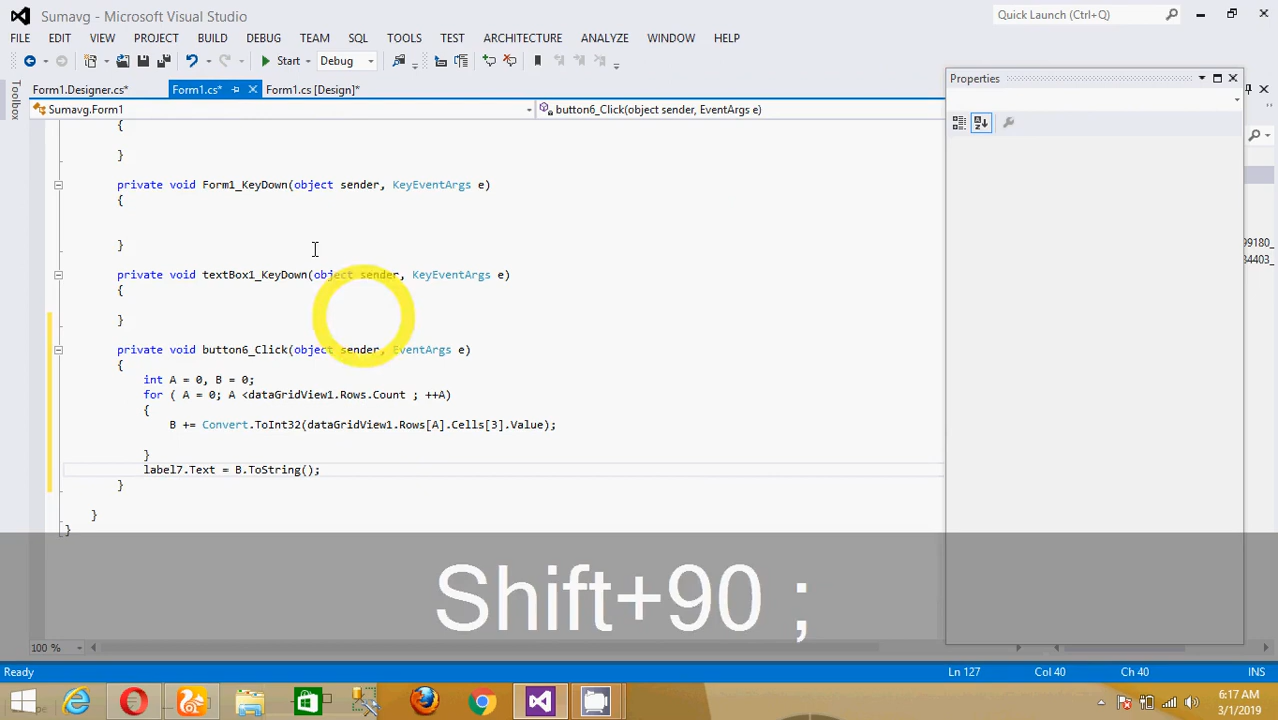 Sumavg - Microsoft Visual Studio
Quick Launch (Ctrl+Q)
FILE EDIT VIEW PROJECT BUILD DEBUG TEAM SQL TOOLS TEST ARCHITECTURE ANALYZE WINDOW HELP
Start Debug
Form1.Designer.cs* Form1.cs* Form1.cs [Design]*
Toolbox
Properties
Sumavg.Form1 button6_Click(object sender, EventArgs e)
{
}
private void Form1_KeyDown(object sender, KeyEventArgs e)
{
}
private void textBox1_KeyDown(object sender, KeyEventArgs e)
{
}
private void button6_Click(object sender, EventArgs e)
{
int A = 0, B = 0;
for ( A = 0; A <dataGridView1.Rows.Count ; ++A)
{
B += Convert.ToInt32(dataGridView1.Rows[A].Cells[3].Value);
}
label7.Text = B.ToString();
}
}
}
99180_
84403_
Shift+90 ;
100 %
Ready Ln 127 Col 40 Ch 40 INS
6:17 AM
3/1/2019